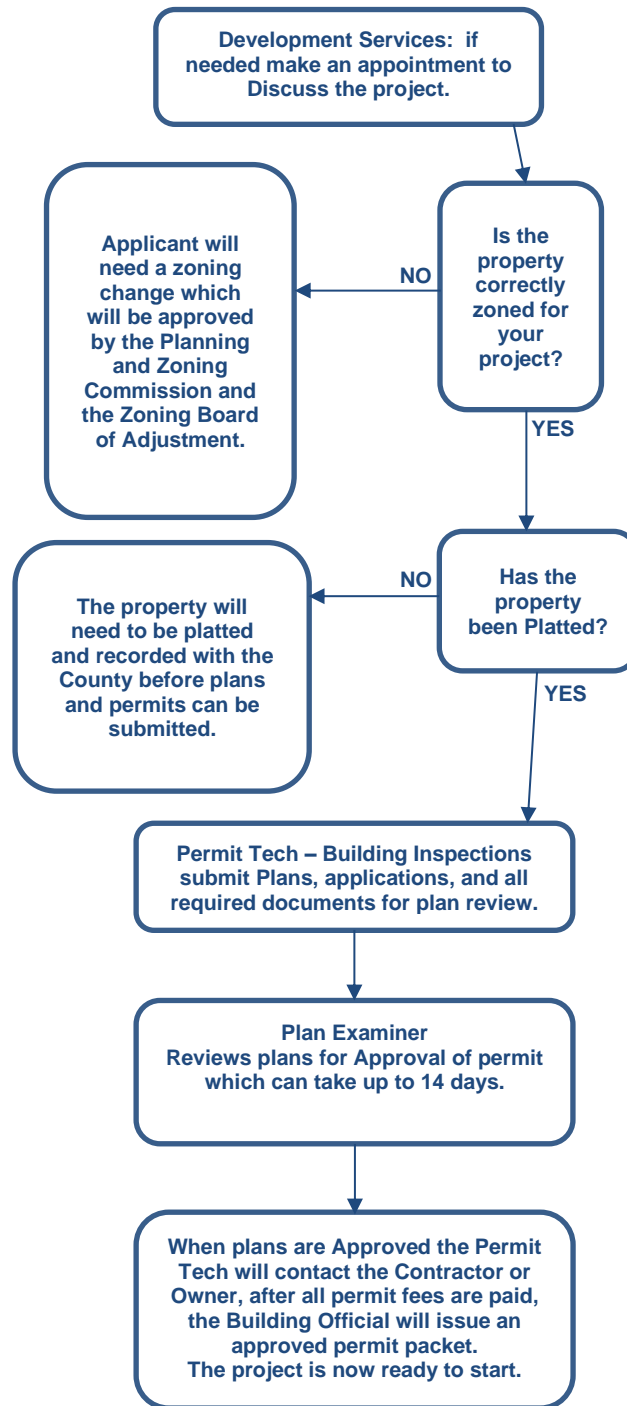 Development Services:  if
needed make an appointment to
Discuss the project.
Is the
property
correctly
zoned for
your
project?
NO
Applicant will
need a zoning
change which
will be approved
by the Planning
and Zoning
Commission and
the Zoning Board
of Adjustment.
YES
Has the
property
been Platted?
NO
The property will
need to be platted
and recorded with the
County before plans
and permits can be
submitted.
YES
Permit Tech – Building Inspections
submit Plans, applications, and all
required documents for plan review.
Plan Examiner
Reviews plans for Approval of permit
which can take up to 14 days.
When plans are Approved the Permit
Tech will contact the Contractor or
Owner, after all permit fees are paid,
the Building Official will issue an
approved permit packet.
The project is now ready to start.